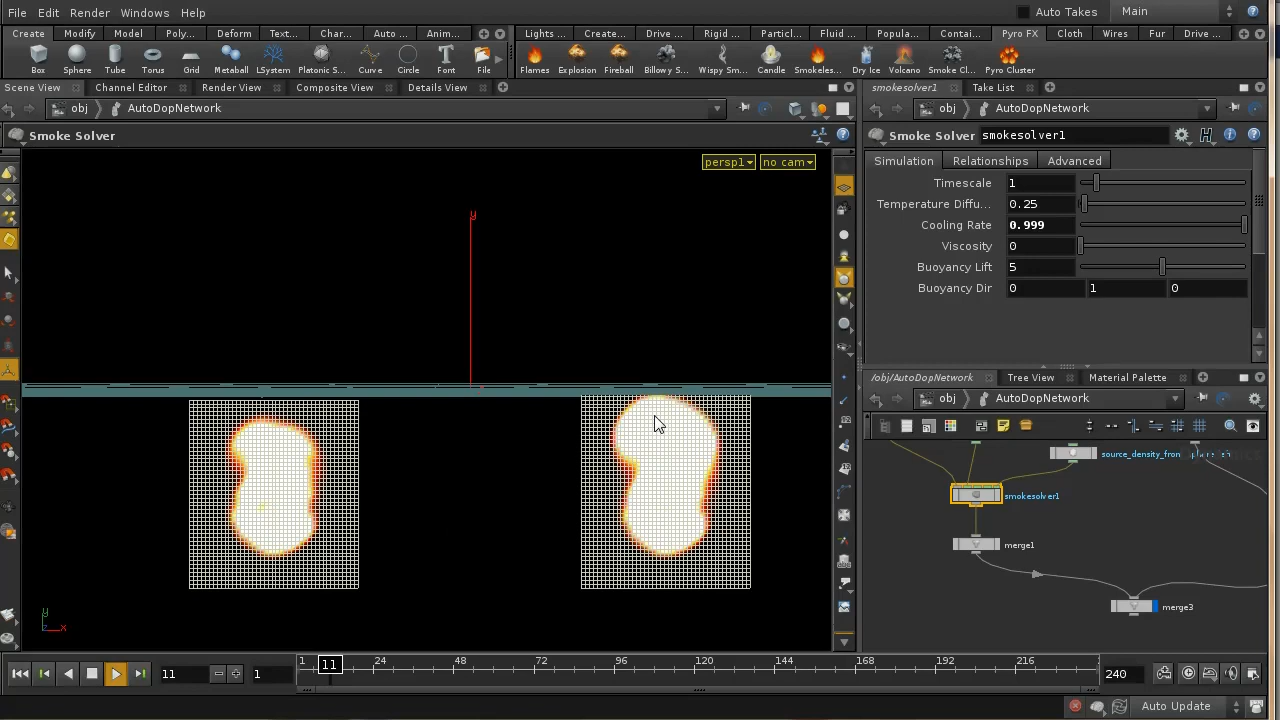 File Edit Render Windows Help Auto Takes Main
Create Modify Model Poly... Deform Text... Char... Auto ... Anim... Lights ... Create... Drive ... Rigid ... Particl... Fluid ... Popula... Contai... Pyro FX Cloth Wires Fur Drive ...
Box Sphere Tube Torus Grid Metaball LSystem Platonic S... Curve Circle Font File Flames Explosion Fireball Billowy S... Wispy Sm... Candle Smokeles... Dry Ice Volcano Smoke Cl... Pyro Cluster
Scene View Channel Editor Render View Composite View Details View smokesolver1 Take List
obj AutoDopNetwork obj AutoDopNetwork
Smoke Solver Smoke Solver smokesolver1
persp1 no cam
Simulation Relationships Advanced
Timescale 1
Temperature Diffu... 0.25
Cooling Rate 0.999
Viscosity 0
Buoyancy Lift 5
Buoyancy Dir 0 1 0
y
/obj/AutoDopNetwork Tree View Material Palette
obj AutoDopNetwork
source_density_from
smokesolver1
merge1
merge3
y
z x
11 1 1 11 24 48 72 96 120 144 168 192 216 240
Auto Update